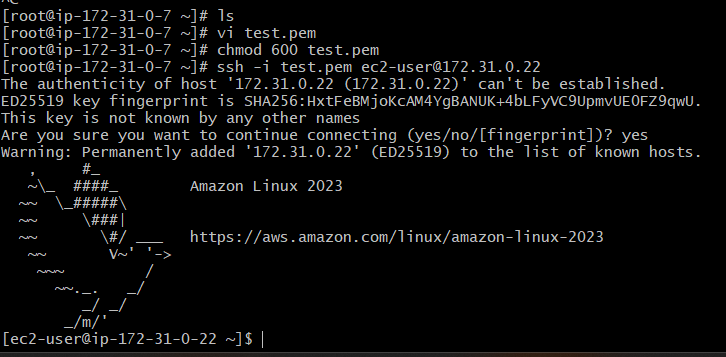 [root@ip-172-31-0-7 ~]# ls
[root@ip-172-31-0-7 ~]# vi test.pem
[root@ip-172-31-0-7 ~]# chmod 600 test.pem
[root@ip-172-31-0-7 ~]# ssh -i test.pem ec2-user@172.31.0.22
The authenticity of host '172.31.0.22 (172.31.0.22)' can't be established.
ED25519 key fingerprint is SHA256:HxtFeBMjoKcAM4YgBANUK+4bLFyVC9UpmvUEOFZ9qwU.
This key is not known by any other names
Are you sure you want to continue connecting (yes/no/[fingerprint])? yes
Warning: Permanently added '172.31.0.22' (ED25519) to the list of known hosts.
   ,     #_
   ~\_  ####_        Amazon Linux 2023
  ~~  \_#####\
  ~~     \###|
  ~~       \#/ ___   https://aws.amazon.com/linux/amazon-linux-2023
   ~~       V~' '->
    ~~~         /
      ~~._.   _/
         _/ _/
       _/m/'
[ec2-user@ip-172-31-0-22 ~]$